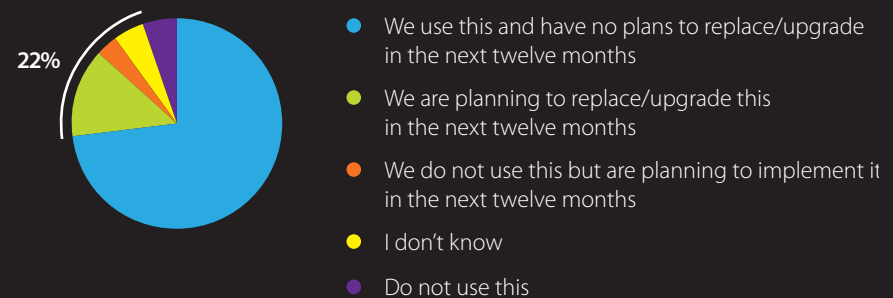 22%
We use this and have no plans to replace/upgrade
in the next twelve months
We are planning to replace/upgrade this
in the next twelve months
We do not use this but are planning to implement it
in the next twelve months
I don't know
Do not use this